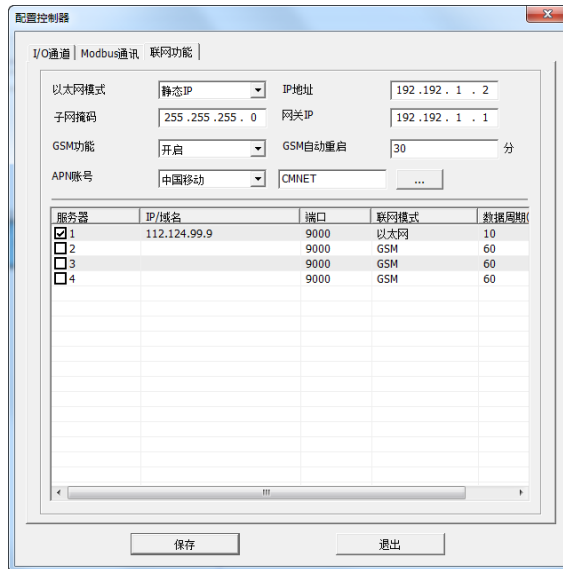 配置控制器
I/O通道 Modbus通讯 联网功能
以太网模式 静态IP IP地址 192 .192 . 1 . 2
子网掩码 255 .255 .255 . 0 网关IP 192 .192 . 1 . 1
GSM功能 开启 GSM自动重启 30 分
APN账号 中国移动 CMNET ...
服务器 IP/域名 端口 联网模式 数据周期(
1 112.124.99.9 9000 以太网 10
2 9000 GSM 60
3 9000 GSM 60
4 9000 GSM 60
保存 退出